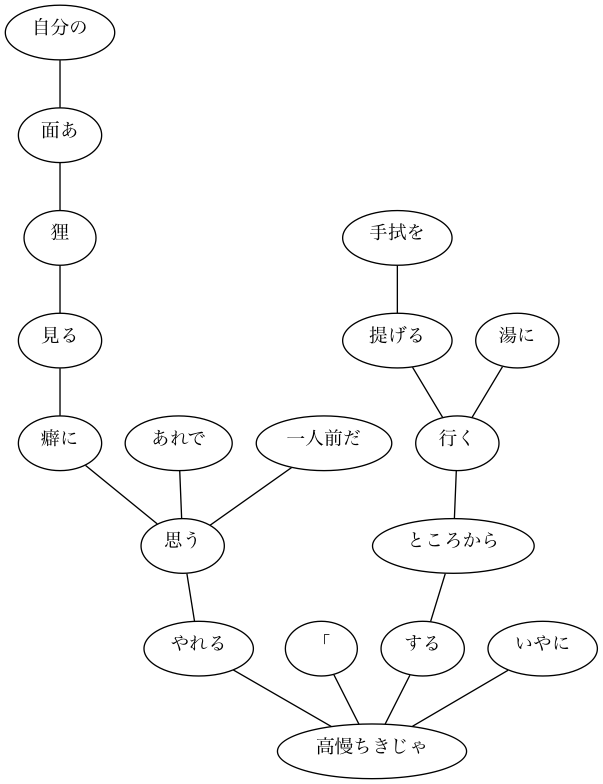 自分の
面あ
狸
手拭を
見る
提げる
湯に
癖に
あれで
一人前だ
行く
思う
ところから
やれる
「
する
いやに
高慢ちきじゃ